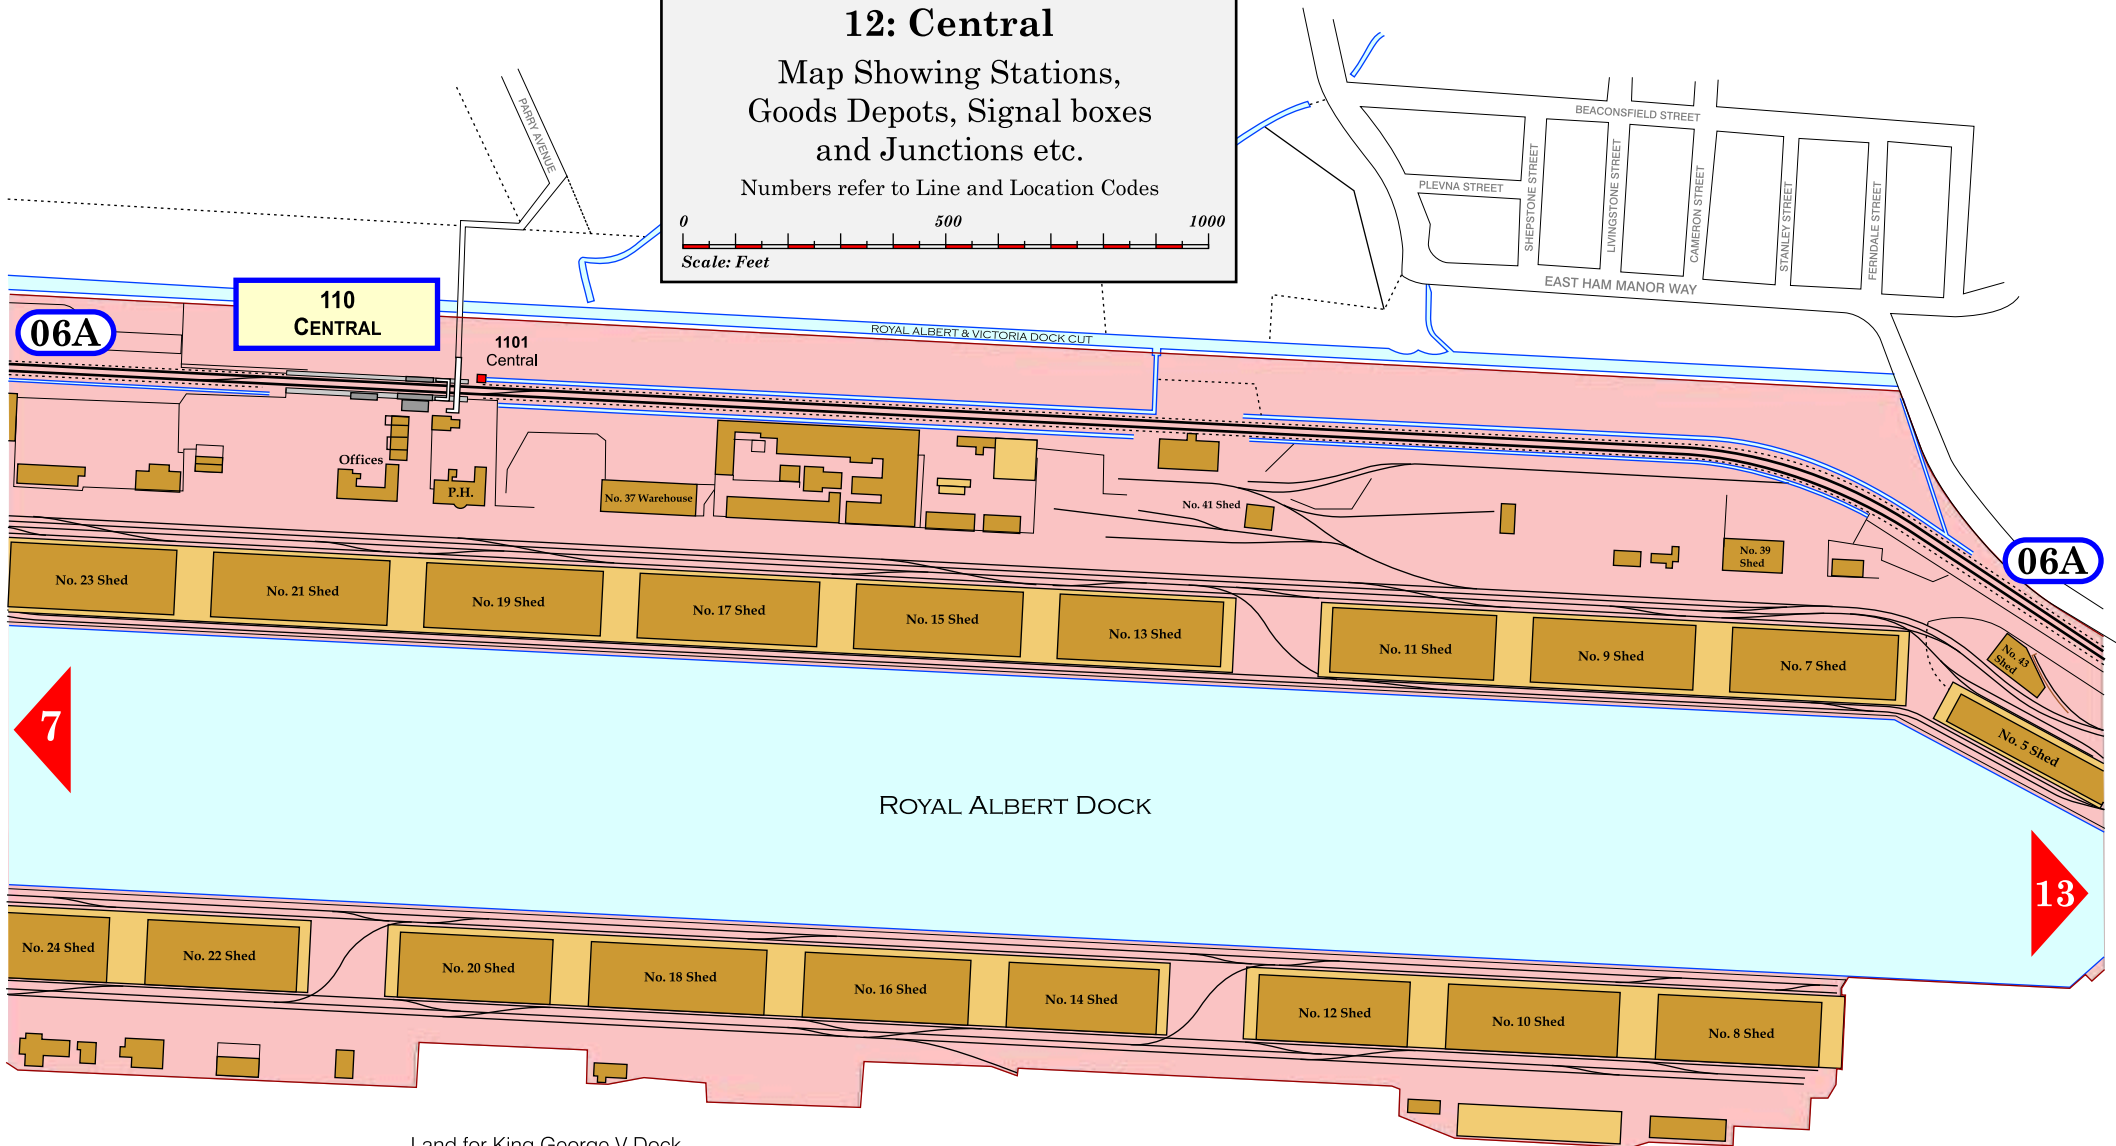 12: Central
Map Showing Stations,
Goods Depots, Signal boxes
and Junctions etc.
Numbers refer to Line and Location Codes
0 500 1000
Scale: Feet
PARRY AVENUE
BEACONSFIELD STREET
PLEVNA STREET
SHEPSTONE STREET
LIVINGSTONE STREET
CAMERON STREET
STANLEY STREET
FERNDALE STREET
EAST HAM MANOR WAY
110
CENTRAL
06A
1101
Central
ROYAL ALBERT & VICTORIA DOCK CUT
Offices
P.H.
No. 37 Warehouse
No. 41 Shed
No. 39
Shed
06A
No. 23 Shed
No. 21 Shed
No. 19 Shed
No. 17 Shed
No. 15 Shed
No. 13 Shed
No. 11 Shed
No. 9 Shed
No. 7 Shed
No. 43
Shed
No. 5 Shed
7
ROYAL ALBERT DOCK
13
No. 24 Shed
No. 22 Shed
No. 20 Shed
No. 18 Shed
No. 16 Shed
No. 14 Shed
No. 12 Shed
No. 10 Shed
No. 8 Shed
Land for King George V Dock